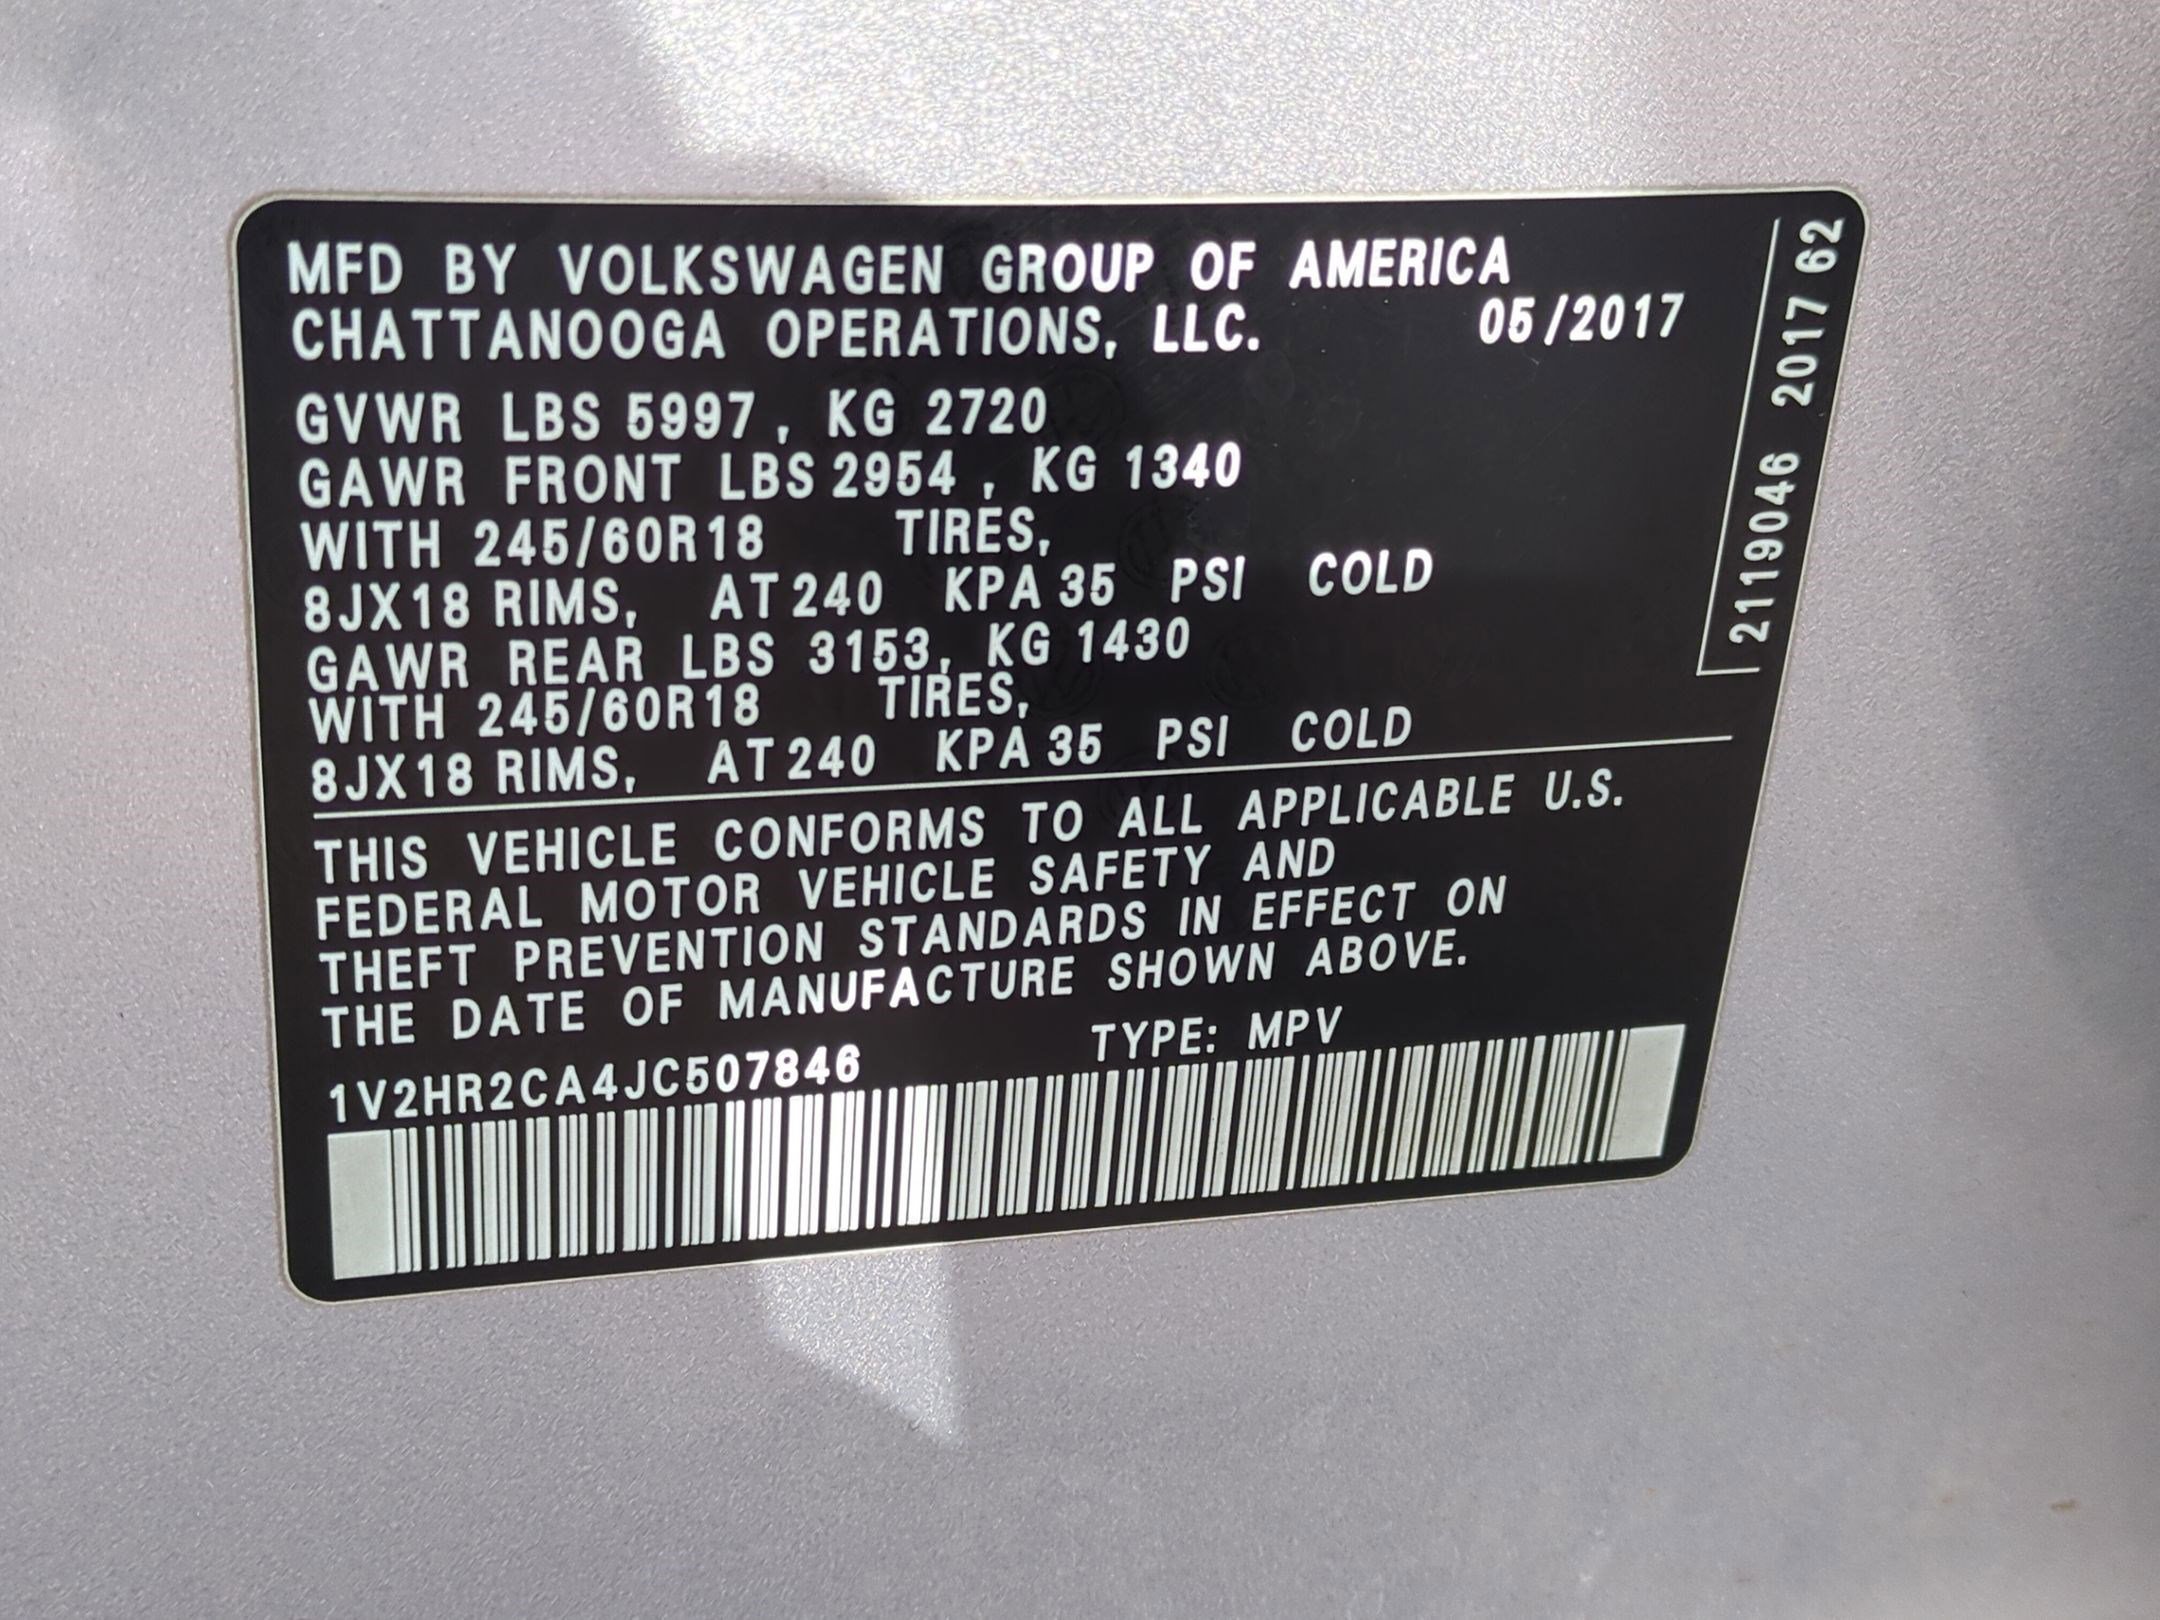 MFD BY VOLKSWAGEN GROUP OF AMERICA
CHATTANOOGA OPERATIONS, LLC. 05/2017
GVWR LBS 5997, KG 2720
GAWR FRONT LBS 2954, KG 1340
WITH 245/60R18 TIRES,
8JX18 RIMS, AT 240 KPA 35 PSI COLD
GAWR REAR LBS 3153, KG 1430
WITH 245/60R18 TIRES,
8JX18 RIMS, AT 240 KPA 35 PSI COLD
THIS VEHICLE CONFORMS TO ALL APPLICABLE U.S.
FEDERAL MOTOR VEHICLE SAFETY AND
THEFT PREVENTION STANDARDS IN EFFECT ON
THE DATE OF MANUFACTURE SHOWN ABOVE.
1V2HR2CA4JC507846 TYPE: MPV
2119046 2017 62